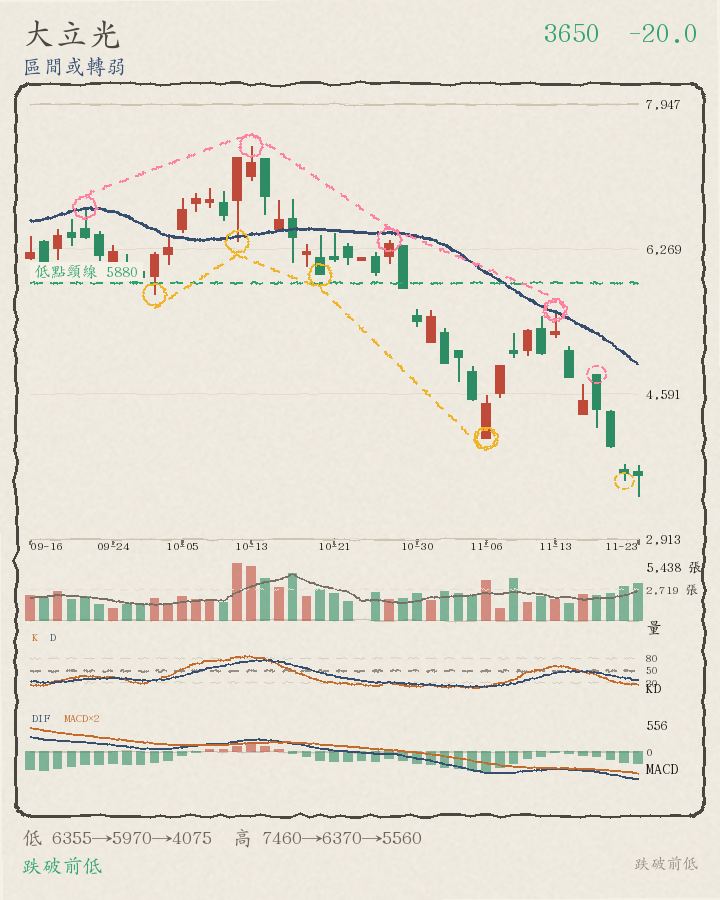 大立光
3650 -20.0
區間或轉弱
7,947
低點頸線 5880
6,269
4,591
2,913
09-16 09-24 10-05 10-13 10-21 10-30 11-06 11-13 11-23
5,438 張
2,719 張
量
K D
80
50
20
KD
DIF MACD×2
556
0
MACD
低 6355→5970→4075 高 7460→6370→5560
跌破前低
跌破前低